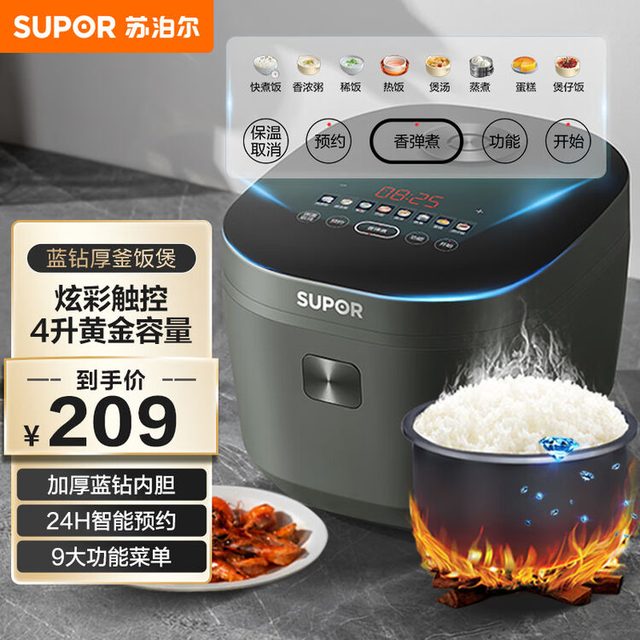 SUPOR 苏泊尔
快煮饭 香浓粥 稀饭 热饭 煲汤 蒸煮 蛋糕 煲仔饭
保温
取消
预约
香弹煮
功能
开始
08:25
SUPOR
蓝钻厚釜饭煲
炫彩触控
4升黄金容量
到手价
¥209
加厚蓝钻内胆
24H智能预约
9大功能菜单